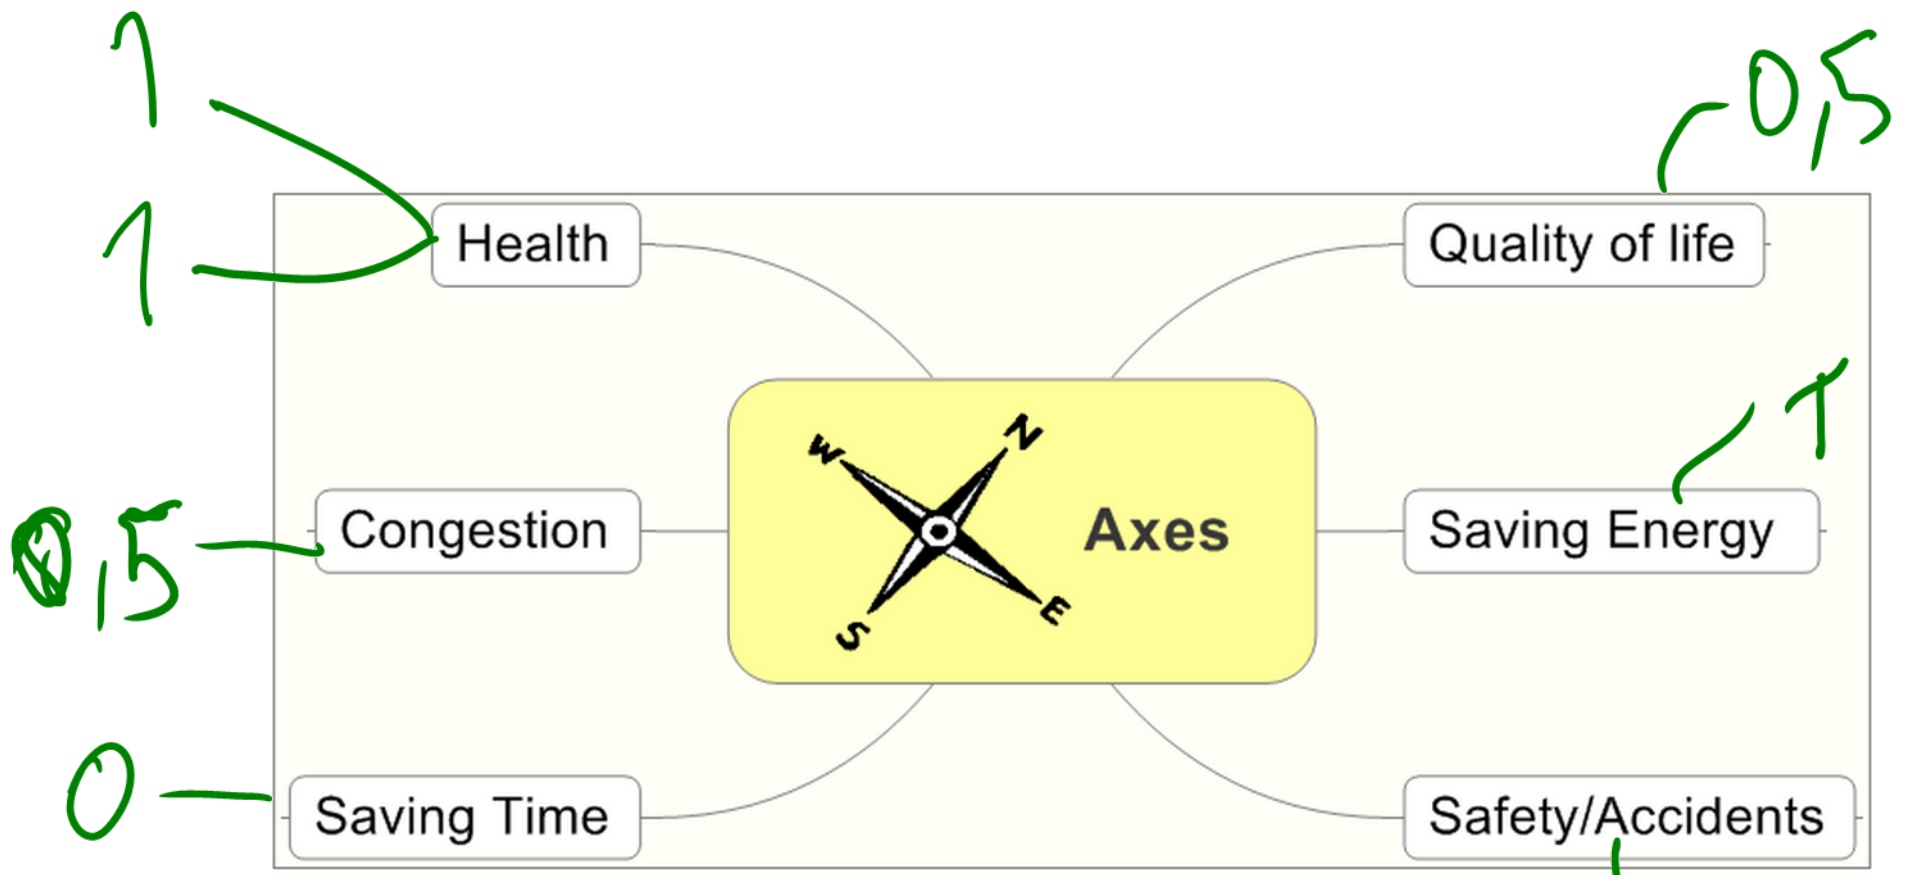 1
0,5
1
Health
Quality of life
1
N
W
Axes
0,5
Congestion
Saving Energy
E
S
0
Saving Time
Safety/Accidents